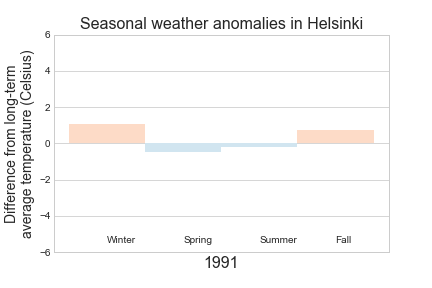 Seasonal weather anomalies in Helsinki
Difference from long-term
average temperature (Celsius)
6
4
2
0
−2
−4
−6
Winter Spring Summer Fall
1991